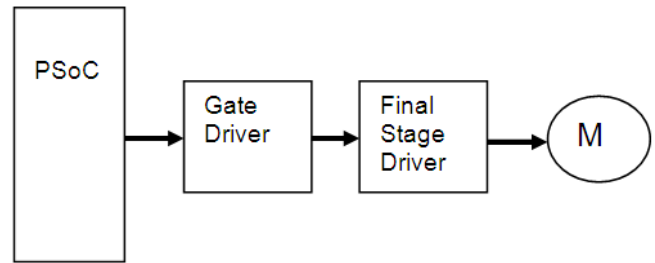 PSoC
Gate
Driver
Final
Stage
Driver
M